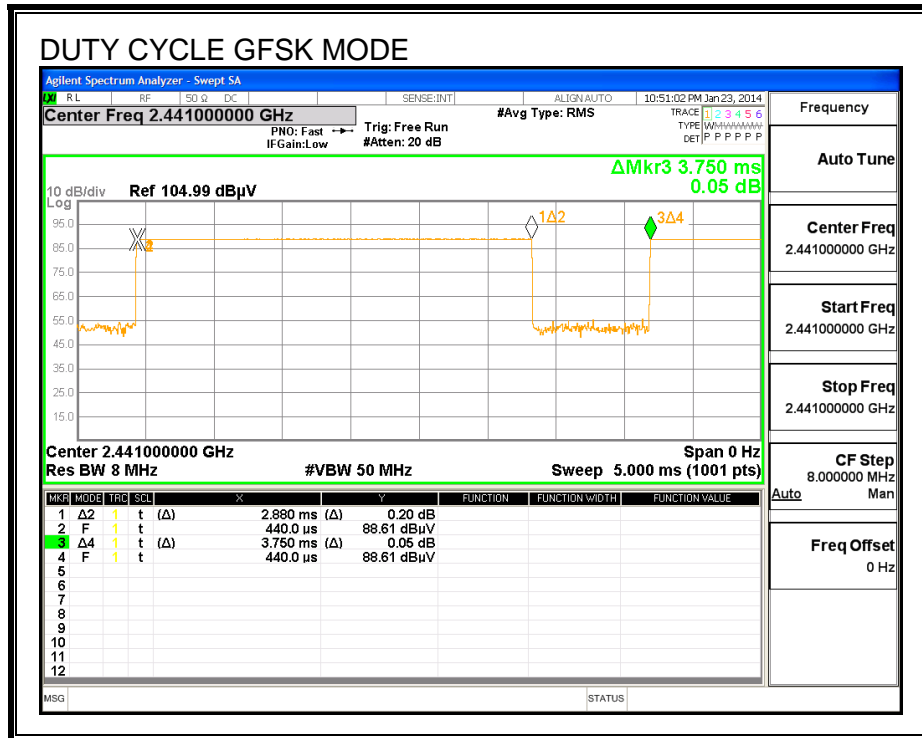 DUTY CYCLE GFSK MODE
Agilent Spectrum Analyzer - Swept SA
LXI RL RF 50 Ω DC SENSE:INT ALIGNAUTO 10:51:02 PM Jan 23, 2014
Center Freq 2.441000000 GHz #Avg Type: RMS TRACE 1 2 3 4 5 6
PNO: Fast Trig: Free Run TYPE WMWWWW
IFGain:Low #Atten: 20 dB DET P P P P P P
ΔMkr3 3.750 ms
0.05 dB
10 dB/div Ref 104.99 dBµV
Log
95.0
85.0
75.0
65.0
55.0
45.0
35.0
25.0
15.0
1Δ2
3Δ4
Center 2.441000000 GHz Span 0 Hz
Res BW 8 MHz #VBW 50 MHz Sweep 5.000 ms (1001 pts)
MKR MODE TRC SCL X Y FUNCTION FUNCTION WIDTH FUNCTION VALUE
1 Δ2 1 t (Δ) 2.880 ms (Δ) 0.20 dB
2 F 1 t 440.0 µs 88.61 dBµV
3 Δ4 1 t (Δ) 3.750 ms (Δ) 0.05 dB
4 F 1 t 440.0 µs 88.61 dBµV
5
6
7
8
9
10
11
12
MSG STATUS
Frequency
Auto Tune
Center Freq
2.441000000 GHz
Start Freq
2.441000000 GHz
Stop Freq
2.441000000 GHz
CF Step
8.000000 MHz
Auto Man
Freq Offset
0 Hz